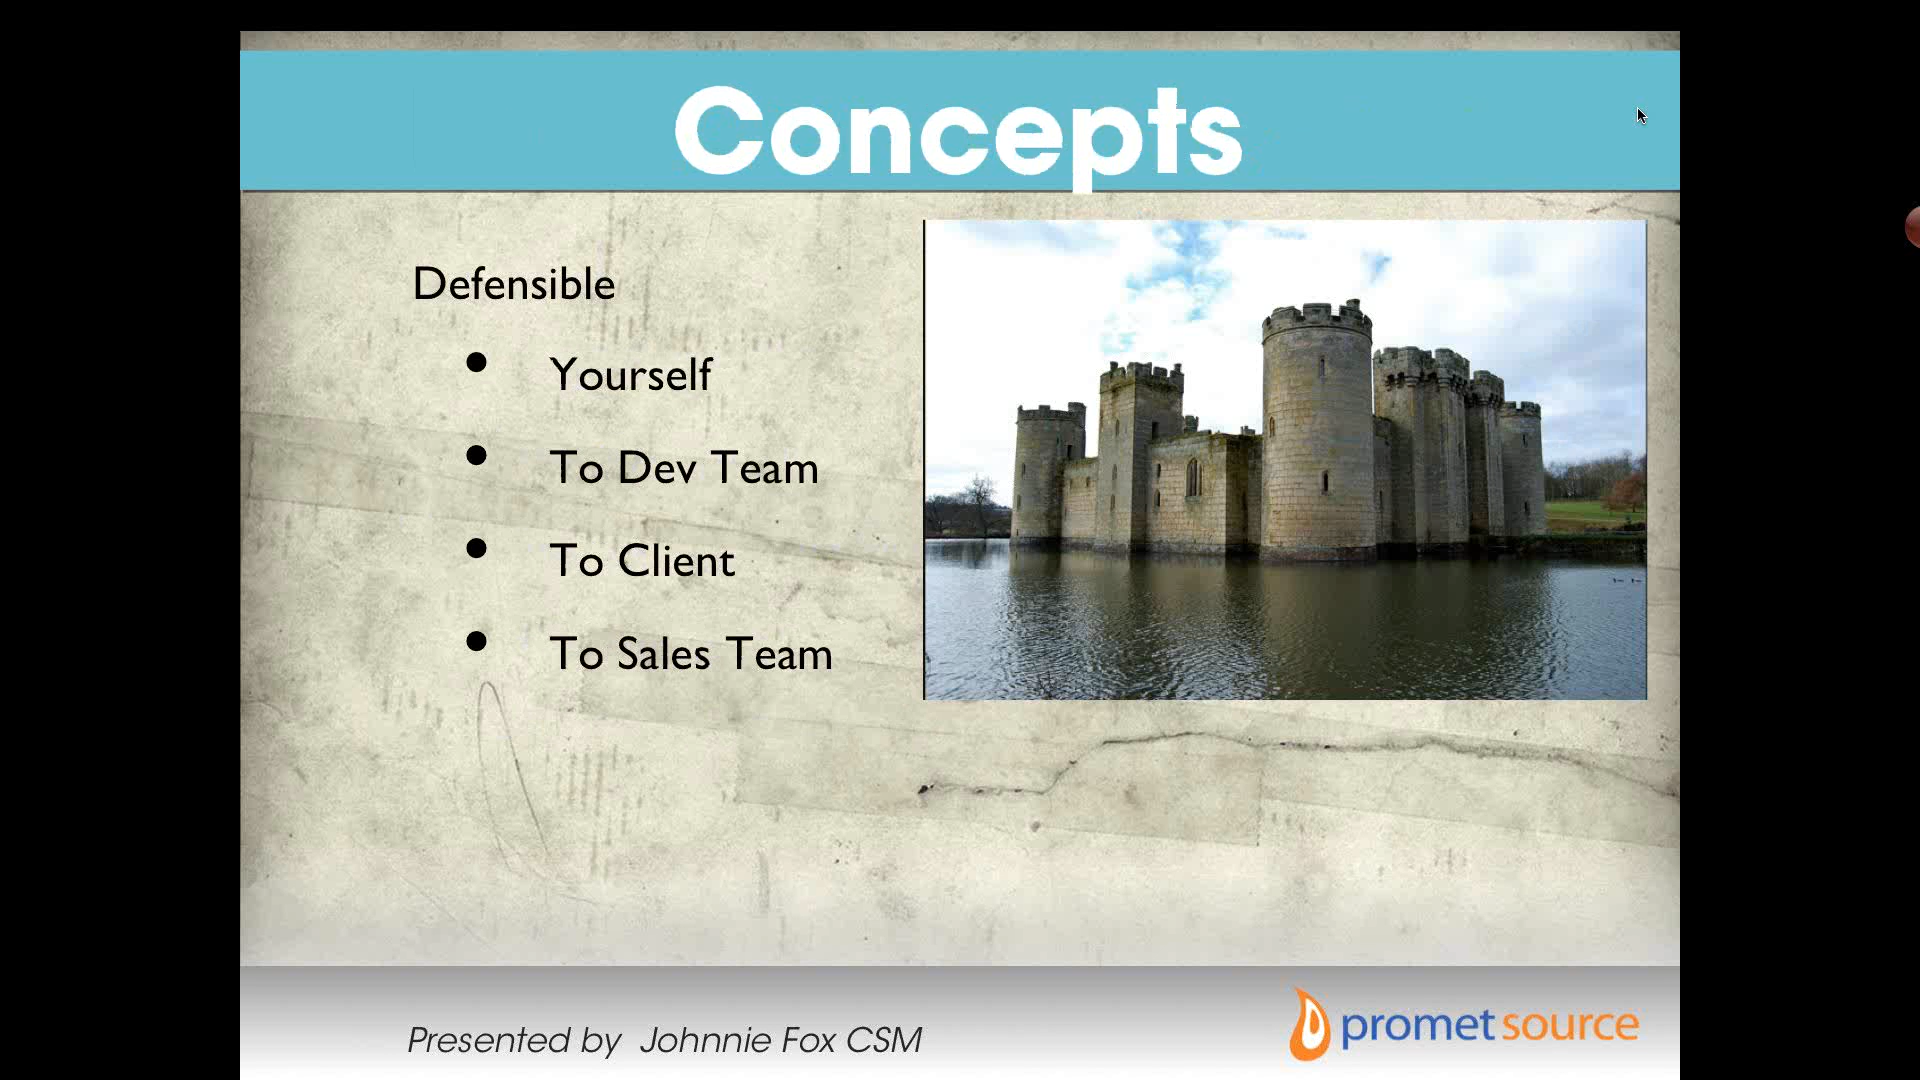 Concepts
Defensible
• Yourself
• To Dev Team
• To Client
• To Sales Team
Presented by Johnnie Fox CSM
promet source